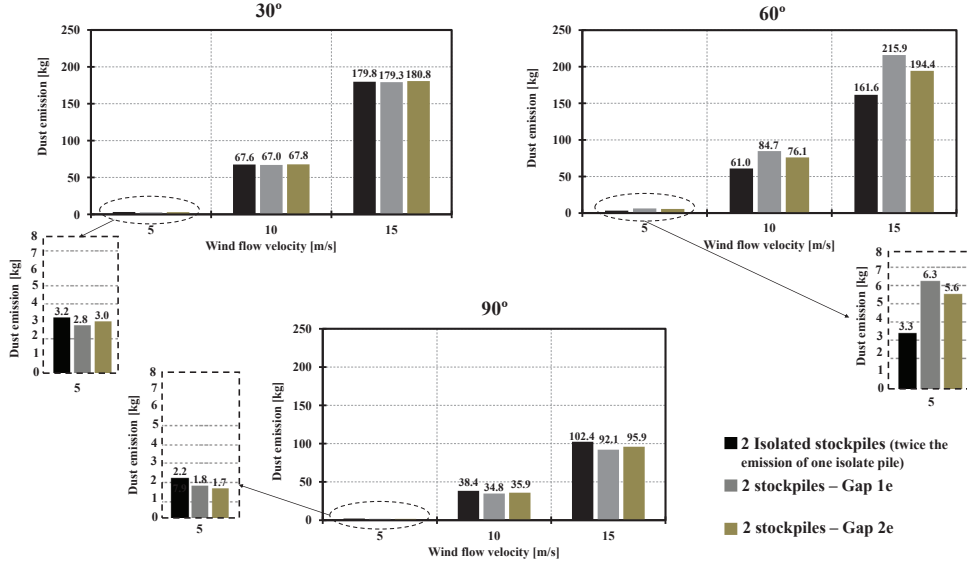 30º
250
200
150
100
50
0
Dust emission [kg]
67.6 67.0 67.8
179.8 179.3 180.8
5 10 15
Wind flow velocity [m/s]
60º
250
200
150
100
50
0
Dust emission [kg]
61.0 84.7 76.1
161.6 215.9 194.4
5 10 15
Wind flow velocity [m/s]
8
7
6
5
4
3
2
1
0
Dust emission [kg]
3.2 2.8 3.0
5
8
7
6
5
4
3
2
1
0
Dust emission [kg]
3.3 6.3 5.6
5
90º
250
200
150
100
50
0
Dust emission [kg]
38.4 34.8 35.9
102.4 92.1 95.9
5 10 15
Wind flow velocity [m/s]
8
7
6
5
4
3
2
1
0
Dust emission [kg]
2.2 1.8 1.7
5
2 Isolated stockpiles (twice the
emission of one isolate pile)
2 stockpiles – Gap 1e
2 stockpiles – Gap 2e